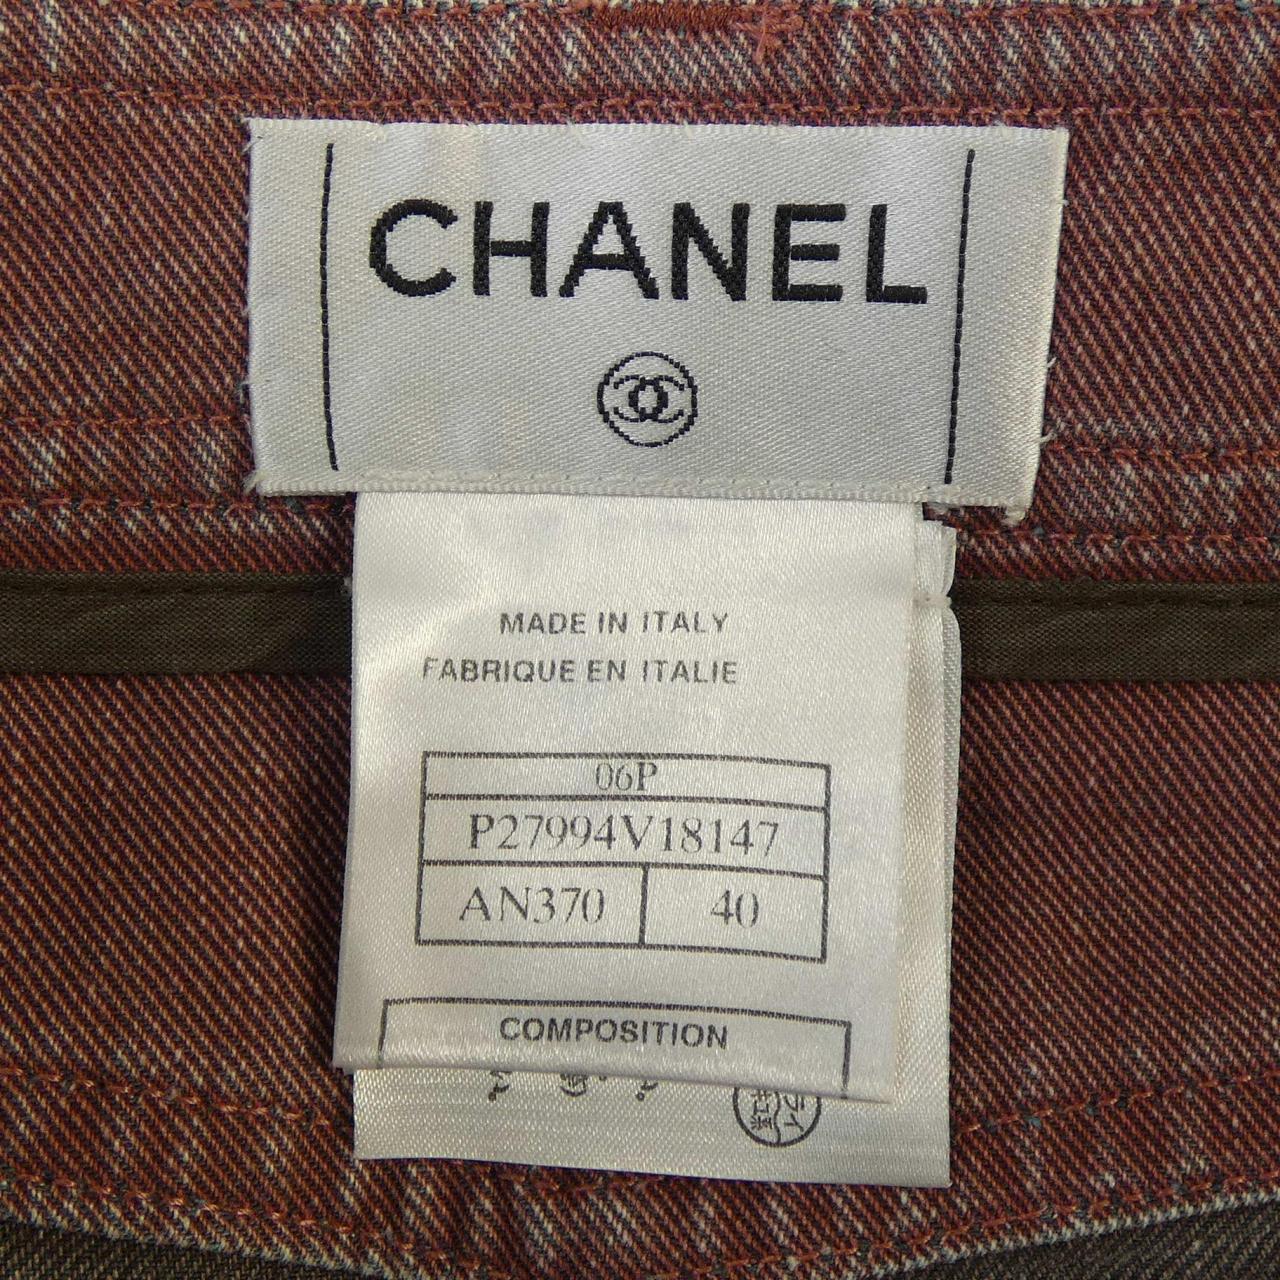 CHANEL
MADE IN ITALY
FABRIQUE EN ITALIE
06P
P27994V18147
AN370 40
COMPOSITION